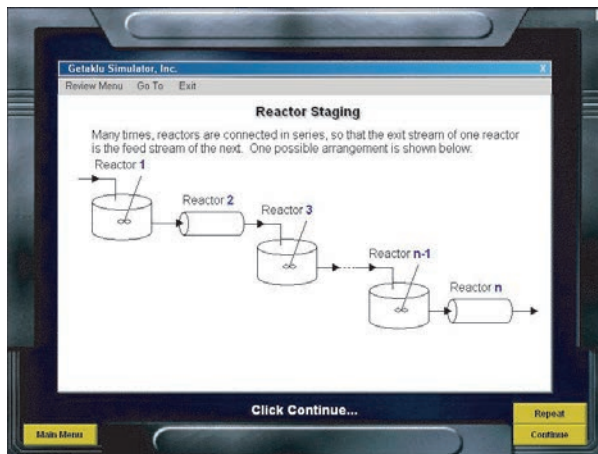 Getaklu Simulator, Inc.
X
Review Menu Go To Exit
Reactor Staging
Many times, reactors are connected in series, so that the exit stream of one reactor
is the feed stream of the next. One possible arrangement is shown below:
Reactor 1
Reactor 2
Reactor 3
Reactor n-1
Reactor n
Click Continue...
Repeat
Main Menu
Continue